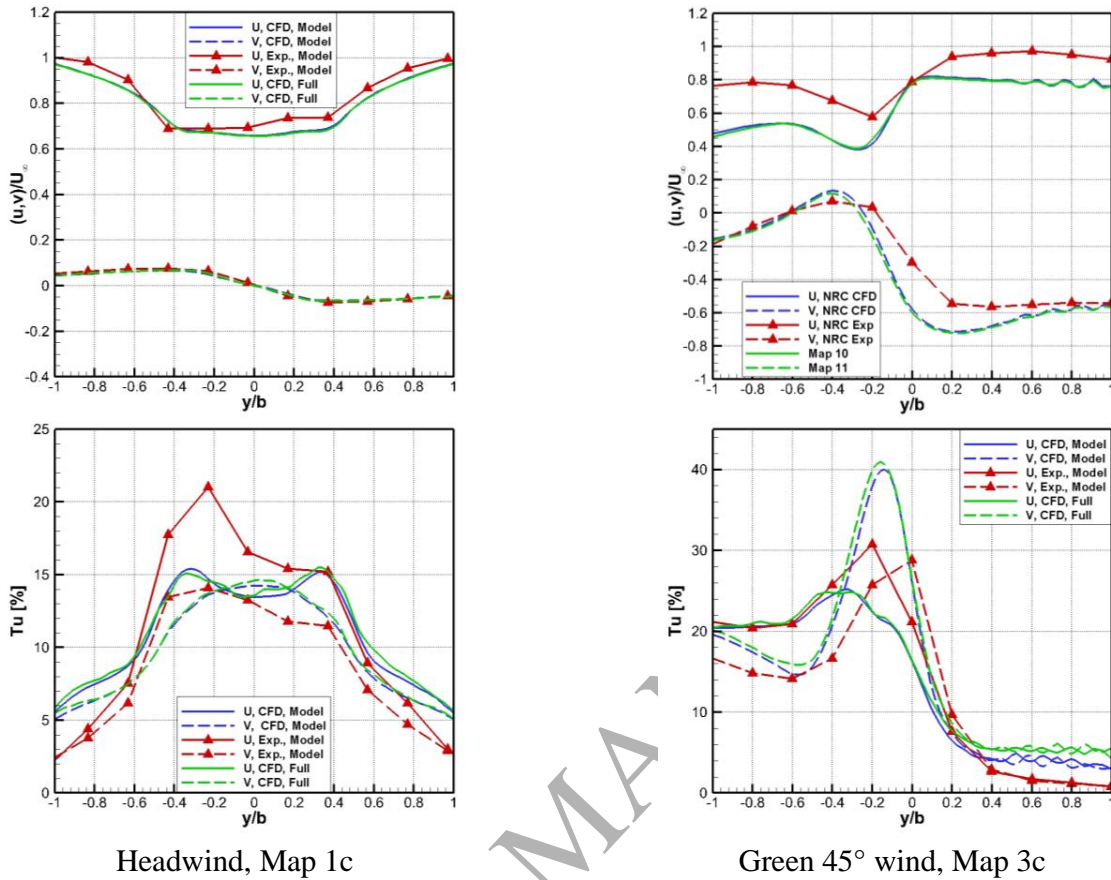 1.2
1
0.8
0.6
0.4
0.2
0
-0.2
-0.4
(u,v)/U∞
U, CFD, Model
V, CFD, Model
U, Exp., Model
V, Exp., Model
U, CFD, Full
V, CFD, Full
-1 -0.8 -0.6 -0.4 -0.2 0 0.2 0.4 0.6 0.8 1
y/b
1.2
1
0.8
0.6
0.4
0.2
0
-0.2
-0.4
-0.6
-0.8
-1
(u,v)/U∞
U, NRC CFD
V, NRC CFD
U, NRC Exp
V, NRC Exp
Map 10
Map 11
-1 -0.8 -0.6 -0.4 -0.2 0 0.2 0.4 0.6 0.8 1
y/b
25
20
15
10
5
0
Tu [%]
U, CFD, Model
V, CFD, Model
U, Exp., Model
V, Exp., Model
U, CFD, Full
V, CFD, Full
-1 -0.8 -0.6 -0.4 -0.2 0 0.2 0.4 0.6 0.8 1
y/b
40
30
20
10
0
Tu [%]
U, CFD, Model
V, CFD, Model
U, Exp., Model
V, Exp., Model
U, CFD, Full
V, CFD, Full
-1 -0.8 -0.6 -0.4 -0.2 0 0.2 0.4 0.6 0.8 1
y/b
MA
Headwind, Map 1c
Green 45° wind, Map 3c